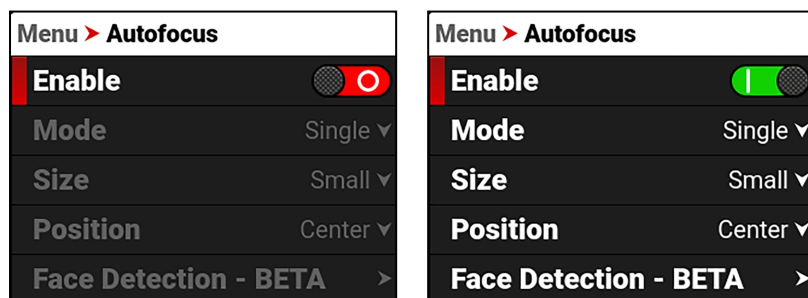 Menu > Autofocus
Enable
Mode Single
Size Small
Position Center
Face Detection - BETA
Menu > Autofocus
Enable
Mode Single
Size Small
Position Center
Face Detection - BETA